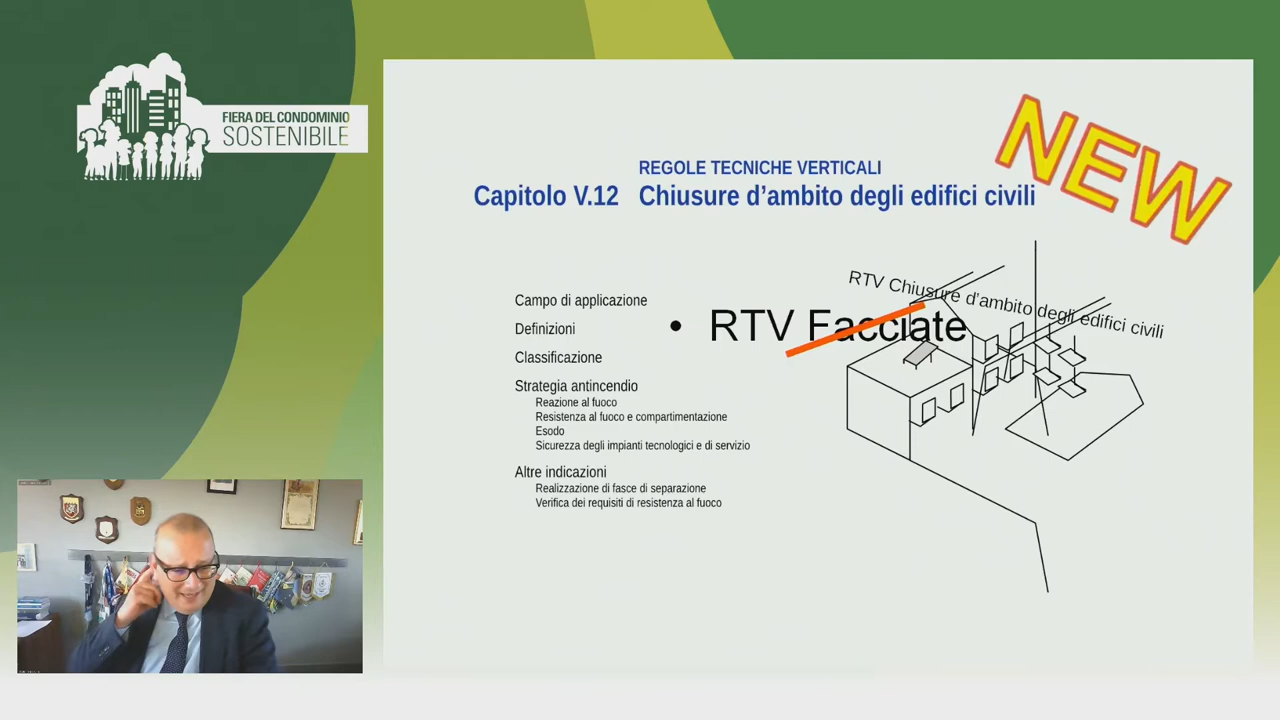 FIERA DEL CONDOMINIO
SOSTENIBILE
NEW
REGOLE TECNICHE VERTICALI
Capitolo V.12 Chiusure d’ambito degli edifici civili
RTV Chiusure d’ambito degli edifici civili
• RTV Facciate
Campo di applicazione
Definizioni
Classificazione
Strategia antincendio
Reazione al fuoco
Resistenza al fuoco e compartimentazione
Esodo
Sicurezza degli impianti tecnologici e di servizio
Altre indicazioni
Realizzazione di fasce di separazione
Verifica dei requisiti di resistenza al fuoco